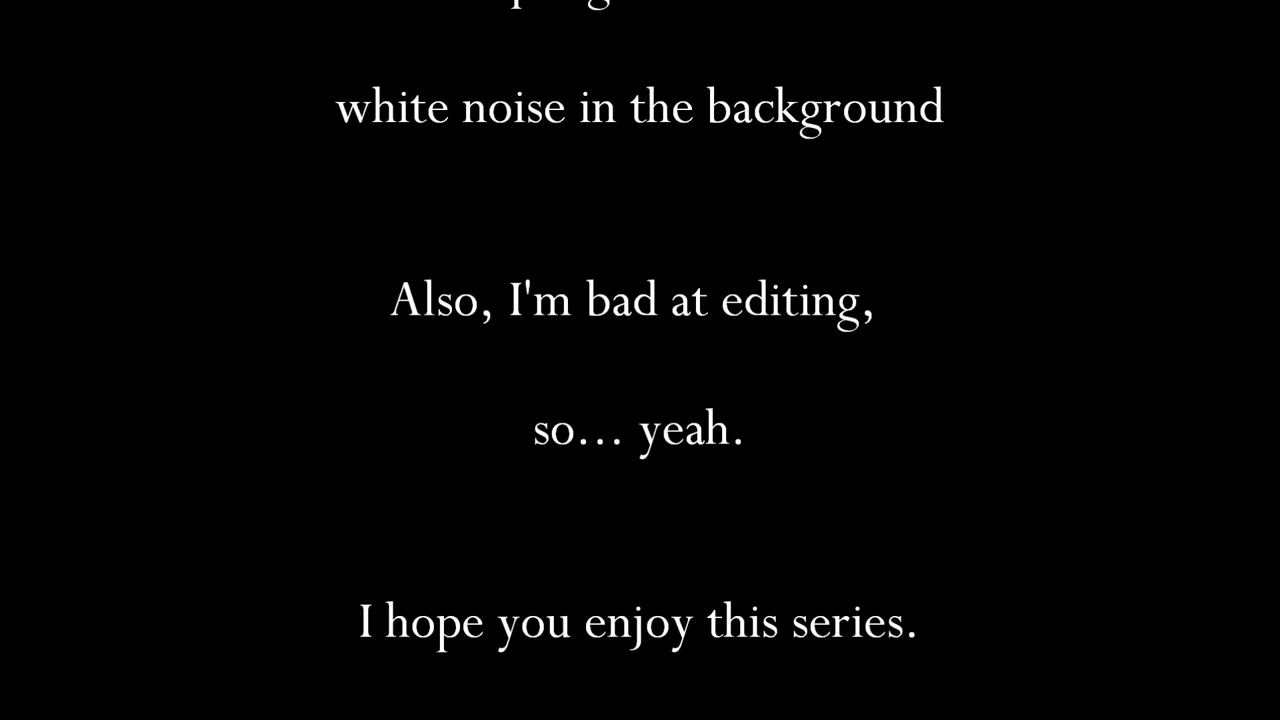 white noise in the background
Also, I'm bad at editing,
so... yeah.
I hope you enjoy this series.